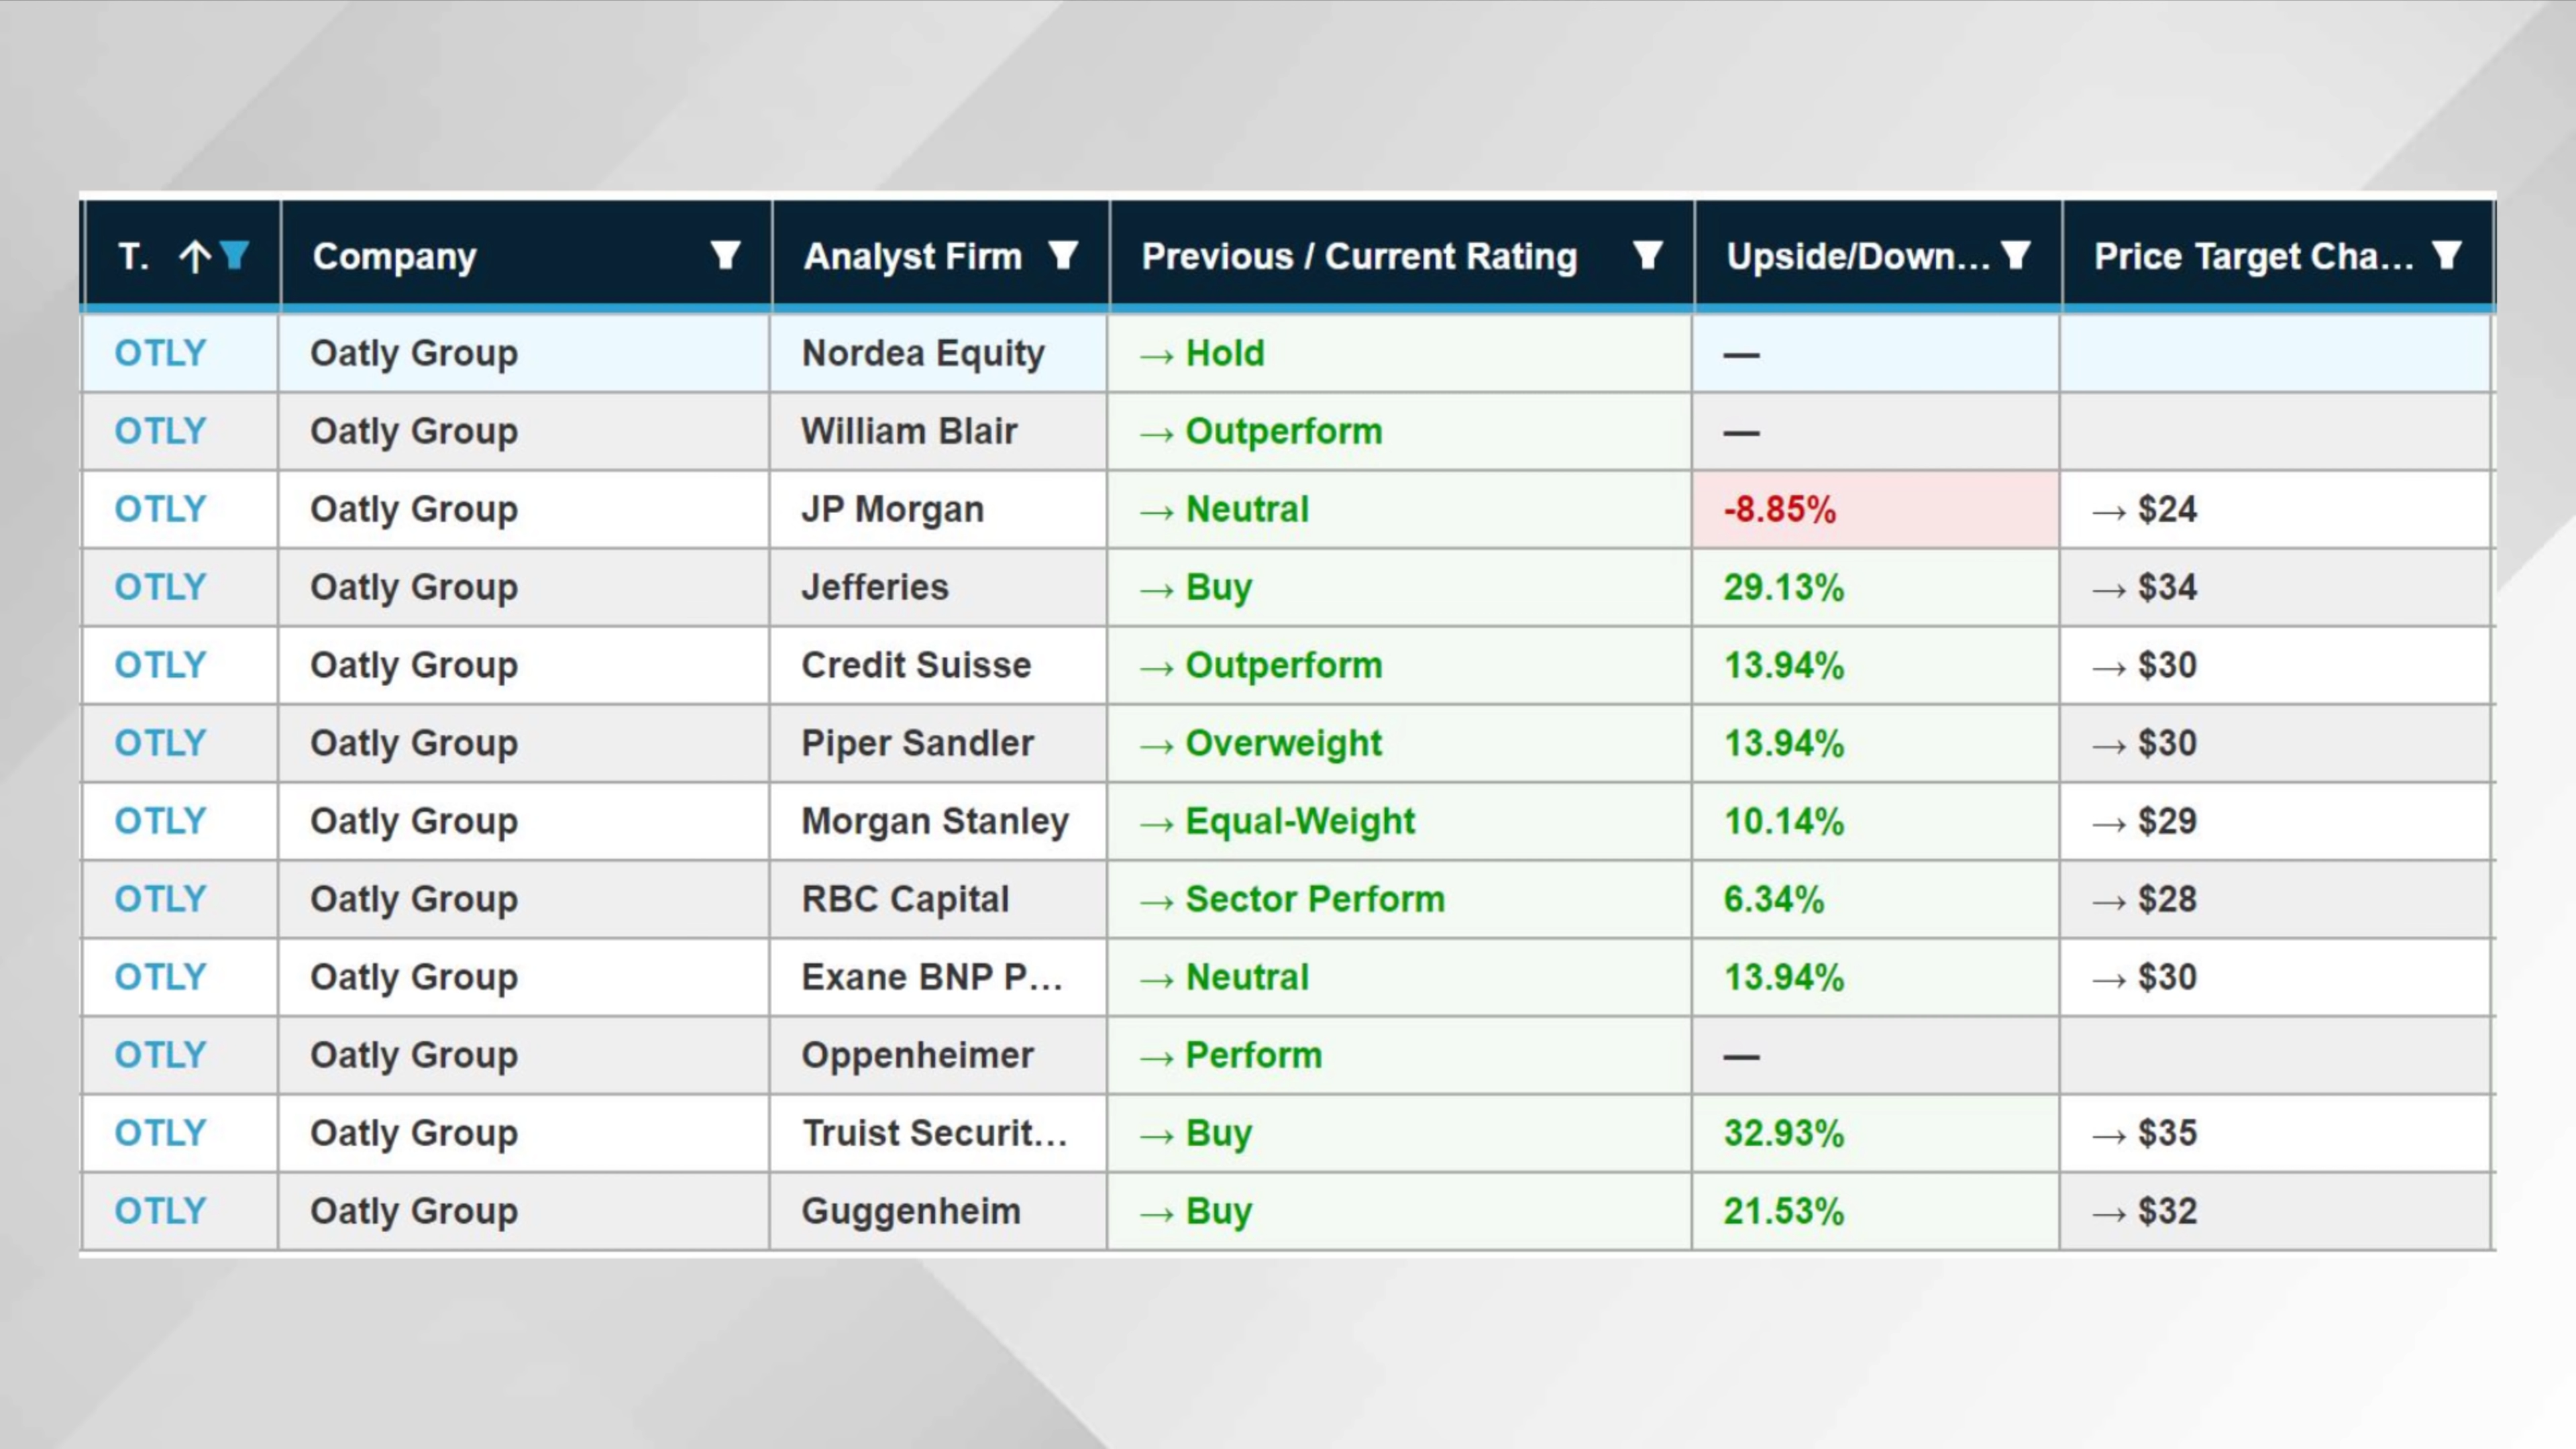 T. Company Analyst Firm Previous / Current Rating Upside/Down... Price Target Cha...
OTLY Oatly Group Nordea Equity → Hold —
OTLY Oatly Group William Blair → Outperform —
OTLY Oatly Group JP Morgan → Neutral -8.85% → $24
OTLY Oatly Group Jefferies → Buy 29.13% → $34
OTLY Oatly Group Credit Suisse → Outperform 13.94% → $30
OTLY Oatly Group Piper Sandler → Overweight 13.94% → $30
OTLY Oatly Group Morgan Stanley → Equal-Weight 10.14% → $29
OTLY Oatly Group RBC Capital → Sector Perform 6.34% → $28
OTLY Oatly Group Exane BNP P... → Neutral 13.94% → $30
OTLY Oatly Group Oppenheimer → Perform —
OTLY Oatly Group Truist Securit... → Buy 32.93% → $35
OTLY Oatly Group Guggenheim → Buy 21.53% → $32